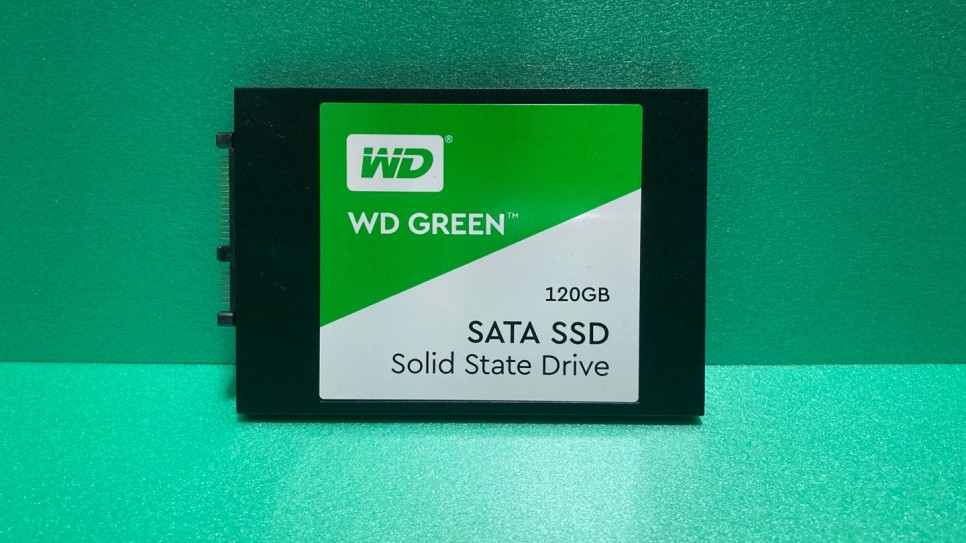 WD®
WD GREEN™
120GB
SATA SSD
Solid State Drive